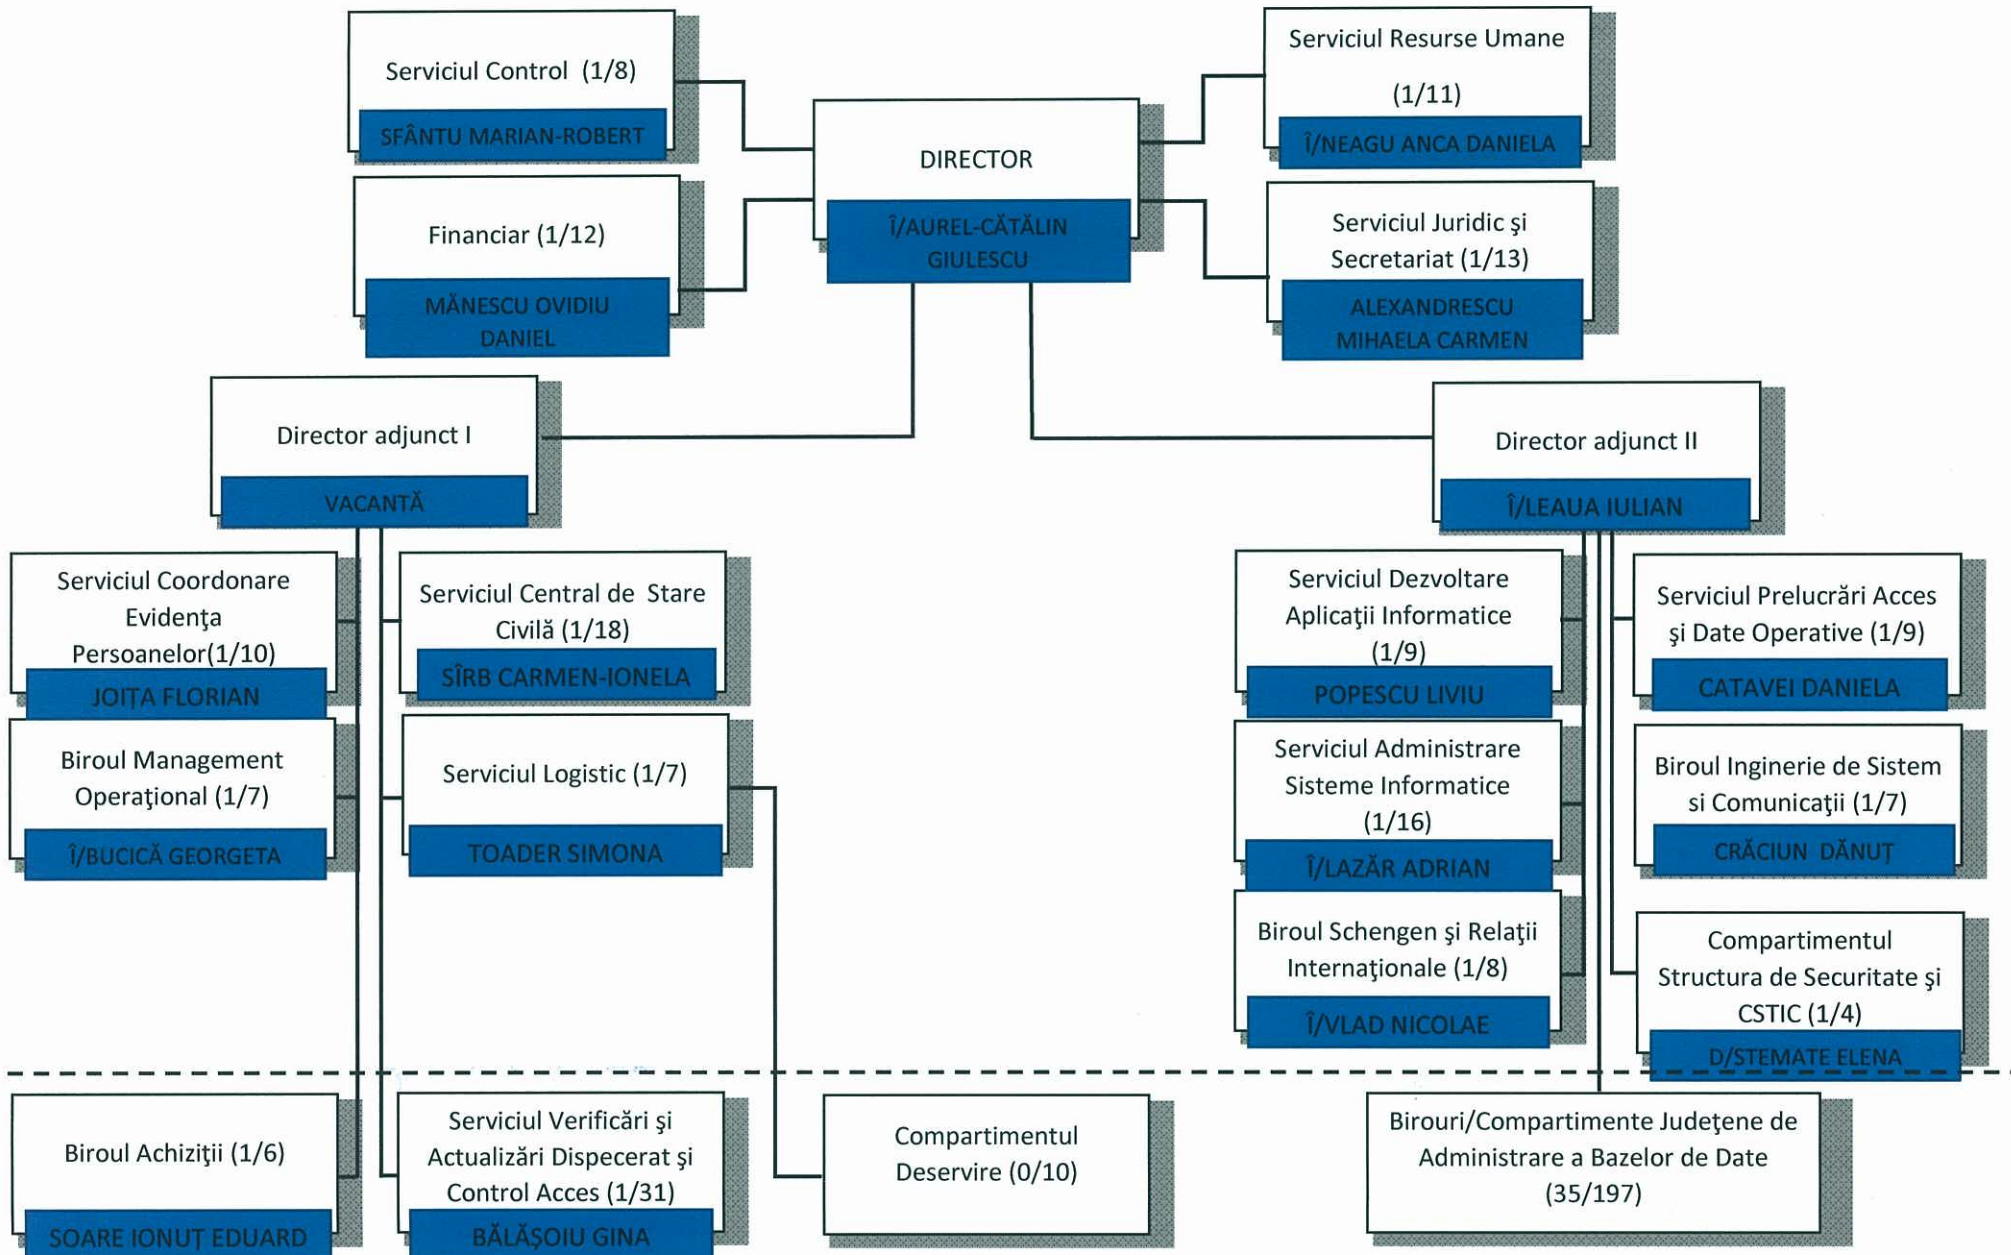 Serviciul Control (1/8)
SFÂNTU MARIAN-ROBERT
Serviciul Resurse Umane
(1/11)
Î/NEAGU ANCA DANIELA
DIRECTOR
Î/AUREL-CĂTĂLIN
GIULESCU
Financiar (1/12)
MĂNESCU OVIDIU
DANIEL
Serviciul Juridic şi
Secretariat (1/13)
ALEXANDRESCU
MIHAELA CARMEN
Director adjunct I
VACANTĂ
Director adjunct II
Î/LEAUA IULIAN
Serviciul Coordonare
Evidenţa
Persoanelor(1/10)
JOIŢA FLORIAN
Serviciul Central de Stare
Civilă (1/18)
SÎRB CARMEN-IONELA
Serviciul Dezvoltare
Aplicaţii Informatice
(1/9)
POPESCU LIVIU
Serviciul Prelucrări Acces
şi Date Operative (1/9)
CATAVEI DANIELA
Biroul Management
Operaţional (1/7)
Î/BUCICĂ GEORGETA
Serviciul Logistic (1/7)
TOADER SIMONA
Serviciul Administrare
Sisteme Informatice
(1/16)
Î/LAZĂR ADRIAN
Biroul Inginerie de Sistem
si Comunicaţii (1/7)
CRĂCIUN DĂNUŢ
Biroul Schengen şi Relaţii
Internaţionale (1/8)
Î/VLAD NICOLAE
Compartimentul
Structura de Securitate şi
CSTIC (1/4)
D/STEMATE ELENA
Biroul Achiziţii (1/6)
SOARE IONUŢ EDUARD
Serviciul Verificări şi
Actualizări Dispecerat şi
Control Acces (1/31)
BĂLĂŞOIU GINA
Compartimentul
Deservire (0/10)
Birouri/Compartimente Judeţene de
Administrare a Bazelor de Date
(35/197)